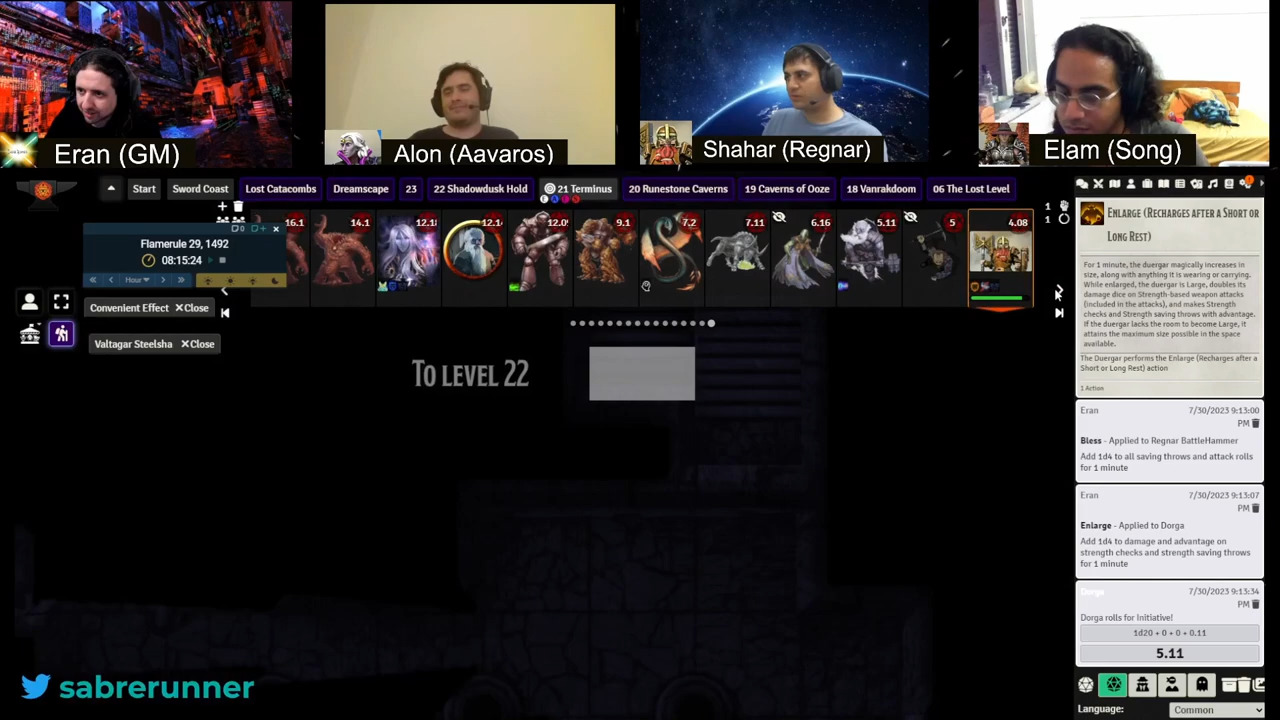 Eran (GM)
Alon (Aavaros)
Shahar (Regnar)
Elam (Song)
Start
Sword Coast
Lost Catacombs
Dreamscape
23
22 Shadowdusk Hold
21 Terminus
20 Runestone Caverns
19 Caverns of Ooze
18 Vanrakdoom
06 The Lost Level
1
1
16.1
14.1
12.18
12.14
12.09
9.1
7.2
7.11
6.16
5.11
5
4.08
Flamerule 29, 1492
08:15:24
Hour
Convenient Effect ✕Close
Valtagar Steelsha ✕Close
To level 22
Enlarge (Recharges after a Short or
Long Rest)
For 1 minute, the duergar magically increases in
size, along with anything it is wearing or carrying.
While enlarged, the duergar is Large, doubles its
damage dice on Strength-based weapon attacks
(included in the attacks), and makes Strength
checks and Strength saving throws with advantage.
If the duergar lacks the room to become Large, it
attains the maximum size possible in the space
available.
The Duergar performs the Enlarge (Recharges after a
Short or Long Rest) action
1 Action
Eran 7/30/2023 9:13:00
PM
Bless - Applied to Regnar BattleHammer
Add 1d4 to all saving throws and attack rolls
for 1 minute
Eran 7/30/2023 9:13:07
PM
Enlarge - Applied to Dorga
Add 1d4 to damage and advantage on
strength checks and strength saving throws
for 1 minute
Dorga 7/30/2023 9:13:34
PM
Dorga rolls for Initiative!
1d20 + 0 + 0 + 0.11
5.11
Language: Common
sabrerunner